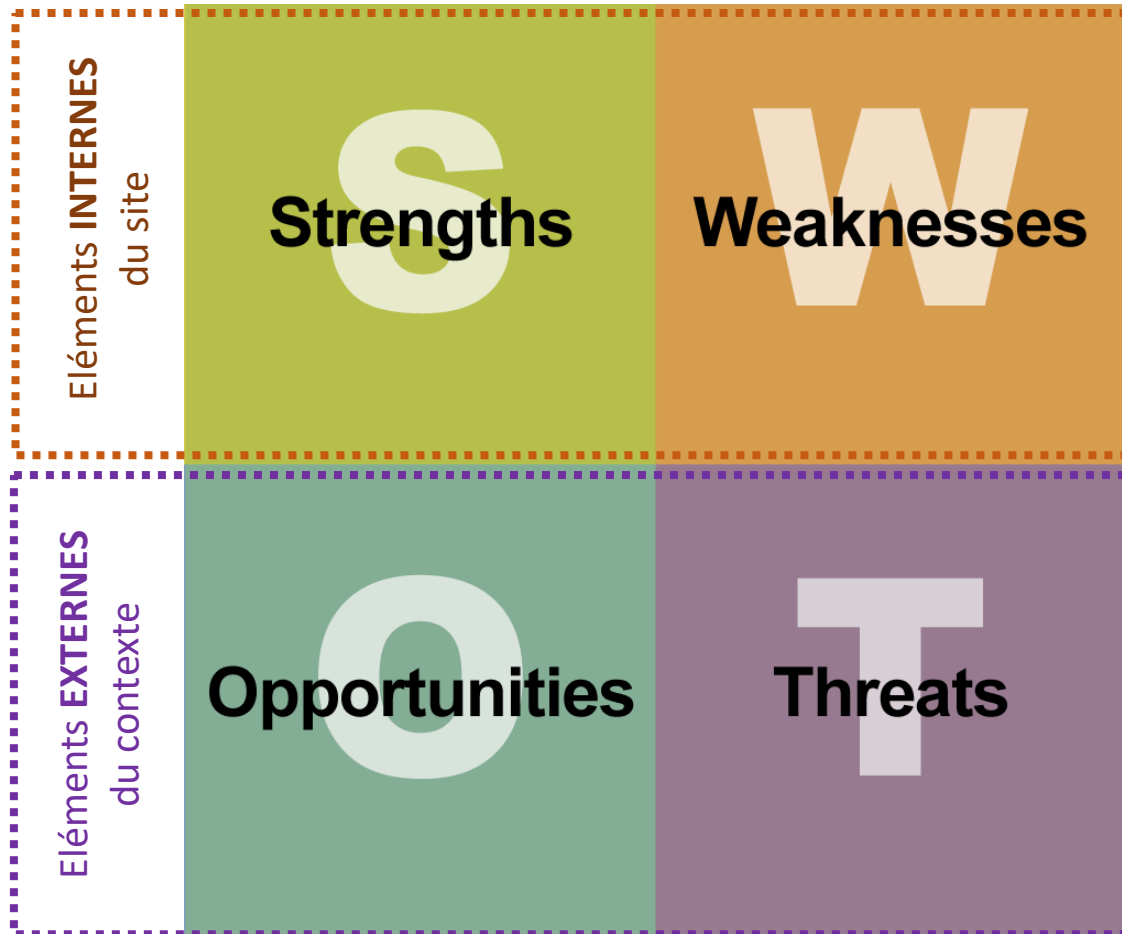 Eléments INTERNES
du site
S
Strengths
W
Weaknesses
Eléments EXTERNES
du contexte
O
Opportunities
T
Threats